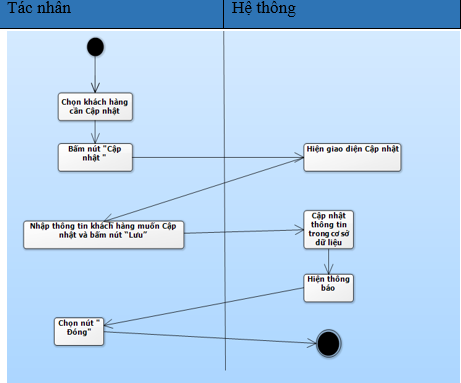 Tác nhân
Hệ thông
Chọn khách hàng
cần Cập nhật
Bấm nút "Cập
nhật "
Hiện giao diện Cập nhật
Nhập thông tin khách hàng muốn Cập
nhật và bấm nút "Lưu"
Cập nhật
thông tin
trong cơ sở
dữ liệu
Hiện thông
báo
Chọn nút "
Đóng"